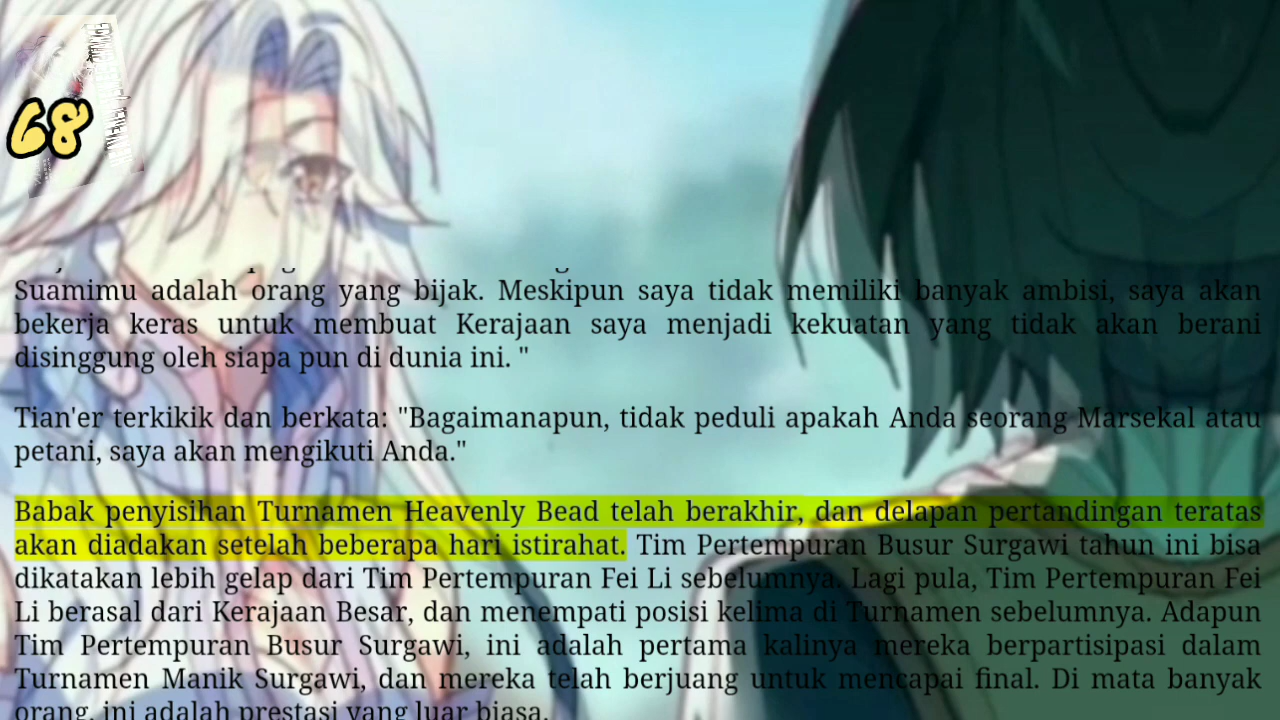 68
Suamimu adalah orang yang bijak. Meskipun saya tidak memiliki banyak ambisi, saya akan
bekerja keras untuk membuat Kerajaan saya menjadi kekuatan yang tidak akan berani
disinggung oleh siapa pun di dunia ini. "
Tian'er terkikik dan berkata: "Bagaimanapun, tidak peduli apakah Anda seorang Marsekal atau
petani, saya akan mengikuti Anda."
Babak penyisihan Turnamen Heavenly Bead telah berakhir, dan delapan pertandingan teratas
akan diadakan setelah beberapa hari istirahat. Tim Pertempuran Busur Surgawi tahun ini bisa
dikatakan lebih gelap dari Tim Pertempuran Fei Li sebelumnya. Lagi pula, Tim Pertempuran Fei
Li berasal dari Kerajaan Besar, dan menempati posisi kelima di Turnamen sebelumnya. Adapun
Tim Pertempuran Busur Surgawi, ini adalah pertama kalinya mereka berpartisipasi dalam
Turnamen Manik Surgawi, dan mereka telah berjuang untuk mencapai final. Di mata banyak
orang, ini adalah prestasi yang luar biasa.